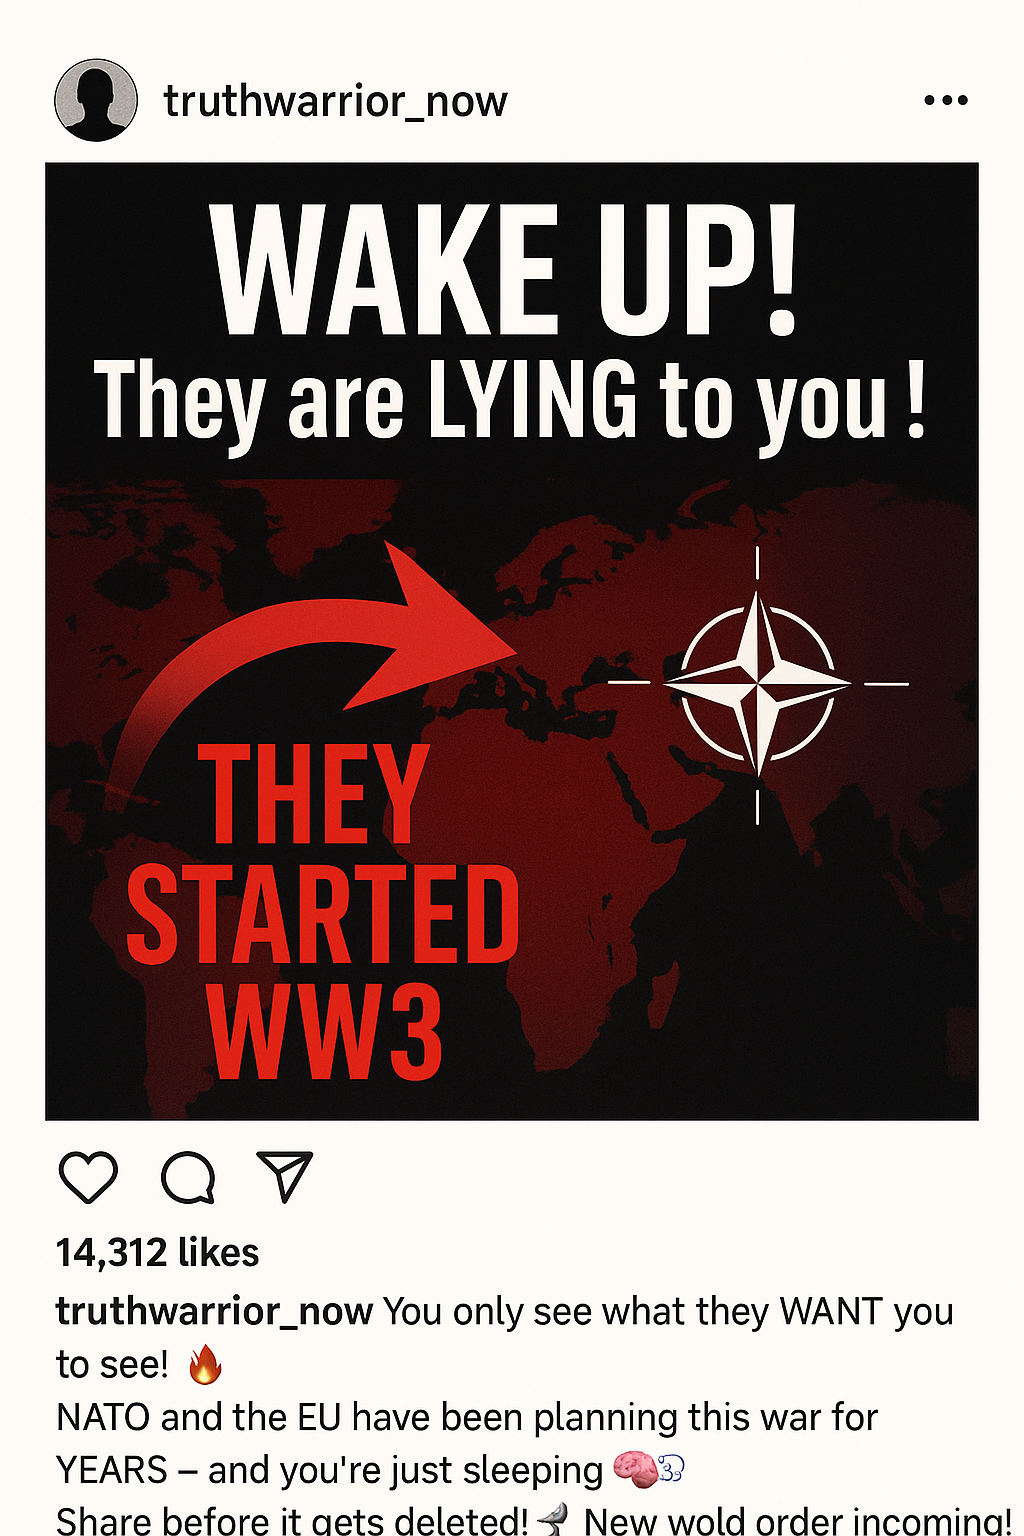 truthwarrior_now
WAKE UP!
They are LYING to you !
THEY
STARTED
WW3
14,312 likes
truthwarrior_now You only see what they WANT you
to see! 🔥
NATO and the EU have been planning this war for
YEARS – and you're just sleeping 🧠
Share before it gets deleted! New wold order incoming!